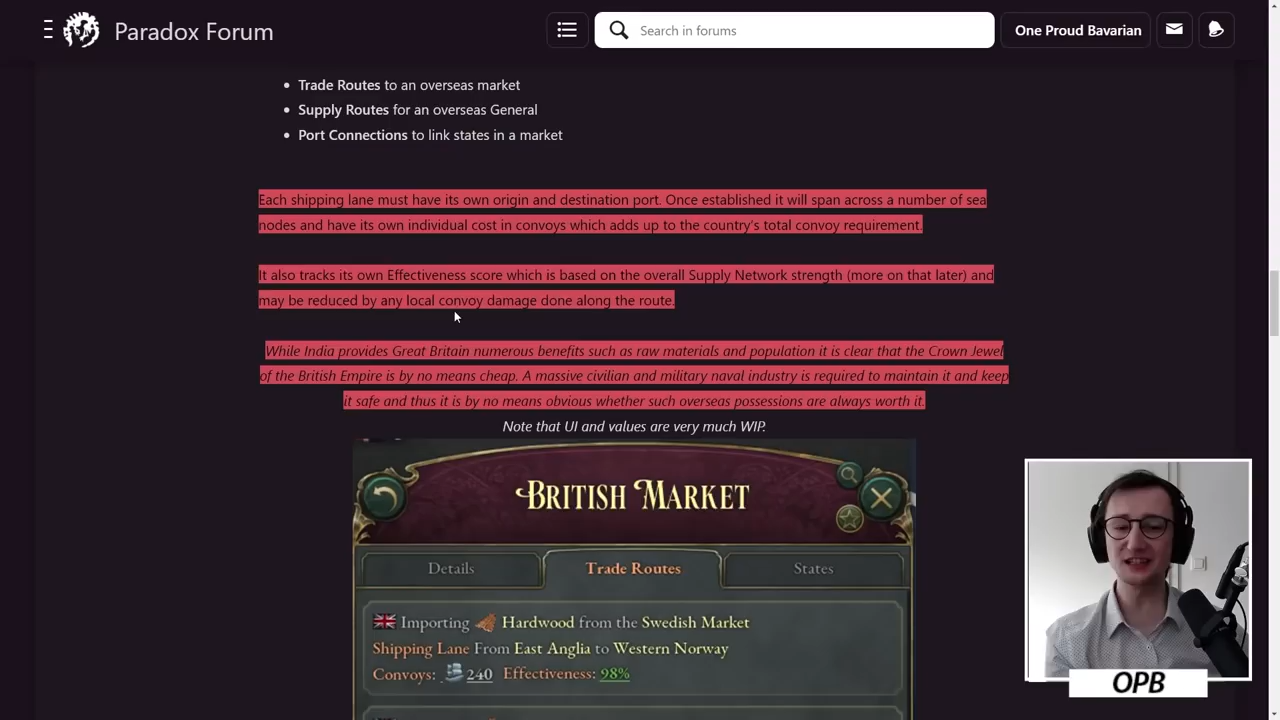 Paradox Forum
Search in forums
One Proud Bavarian
Trade Routes to an overseas market
Supply Routes for an overseas General
Port Connections to link states in a market
Each shipping lane must have its own origin and destination port. Once established it will span across a number of sea
nodes and have its own individual cost in convoys which adds up to the country's total convoy requirement.
It also tracks its own Effectiveness score which is based on the overall Supply Network strength (more on that later) and
may be reduced by any local convoy damage done along the route.
While India provides Great Britain numerous benefits such as raw materials and population it is clear that the Crown Jewel
of the British Empire is by no means cheap. A massive civilian and military naval industry is required to maintain it and keep
it safe and thus it is by no means obvious whether such overseas possessions are always worth it.
Note that UI and values are very much WIP.
BRITISH MARKET
Details
Trade Routes
States
Importing Hardwood from the Swedish Market
Shipping Lane From East Anglia to Western Norway
Convoys: 240 Effectiveness: 98%
OPB